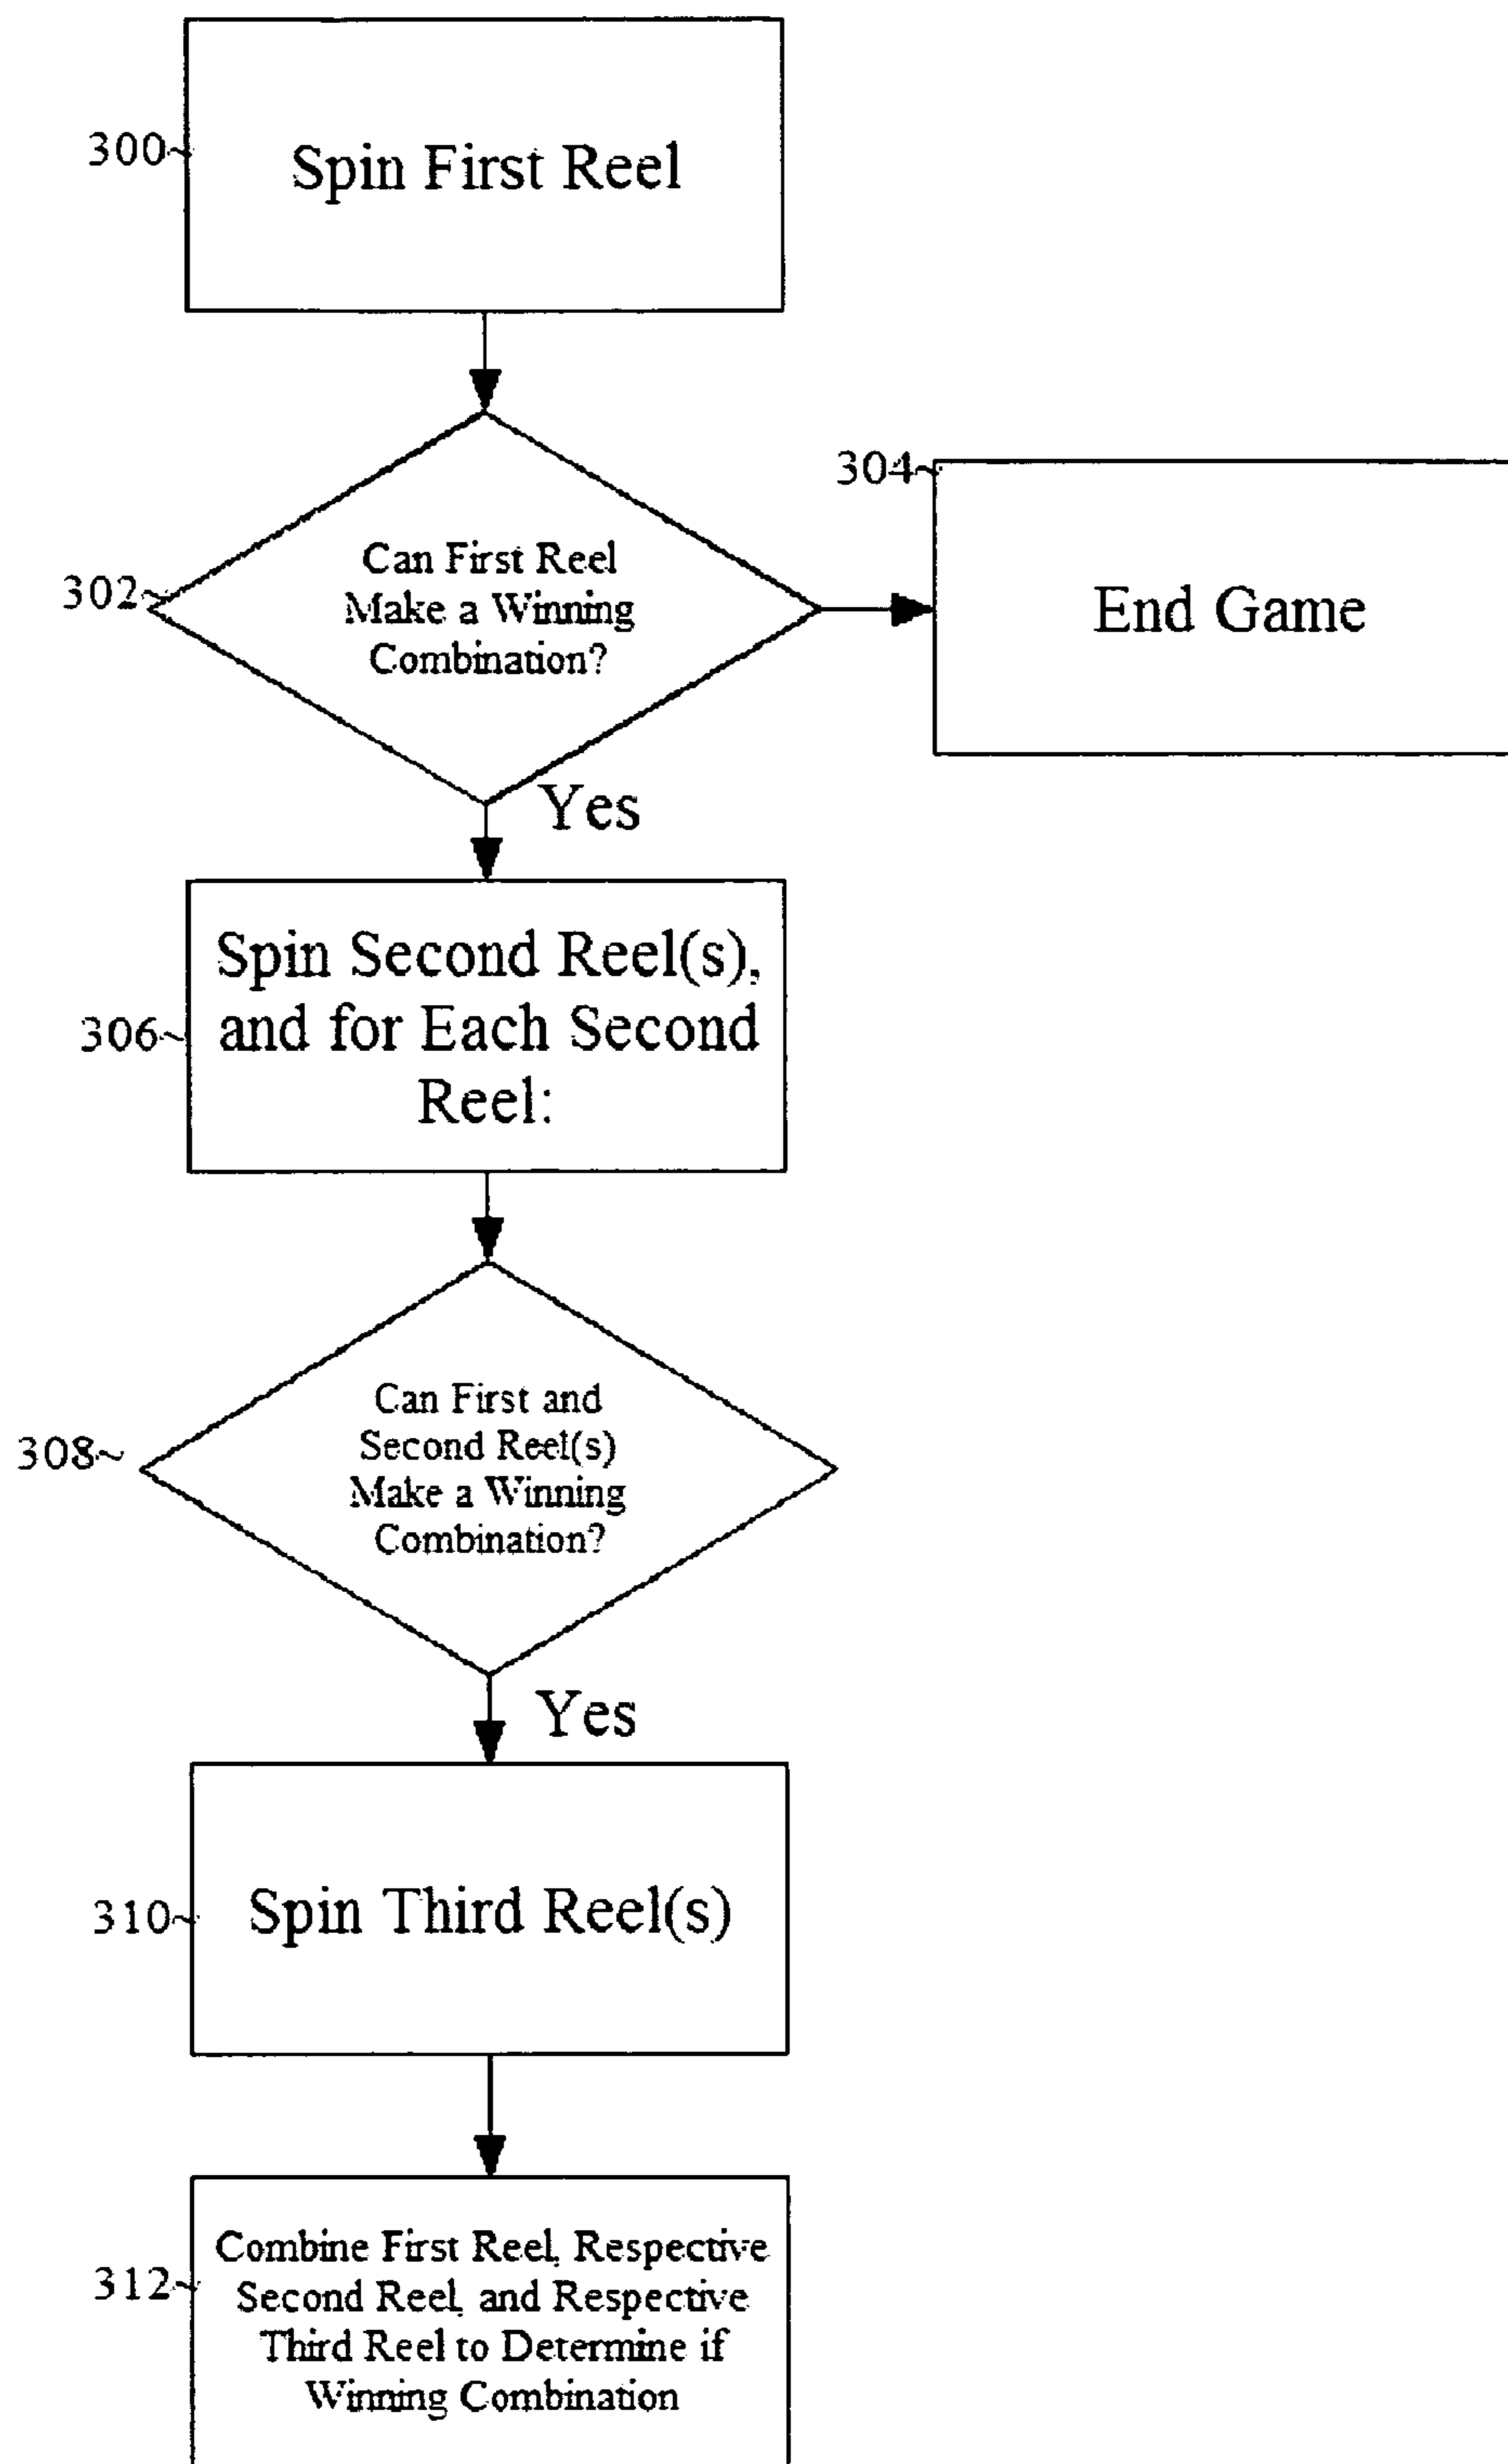 300
Spin First Reel
302
Can First Reel
Make a Winning
Combination?
304
End Game
Yes
306
Spin Second Reel(s),
and for Each Second
Reel:
308
Can First and
Second Reel(s)
Make a Winning
Combination?
Yes
310
Spin Third Reel(s)
312
Combine First Reel, Respective
Second Reel, and Respective
Third Reel to Determine if
Winning Combination